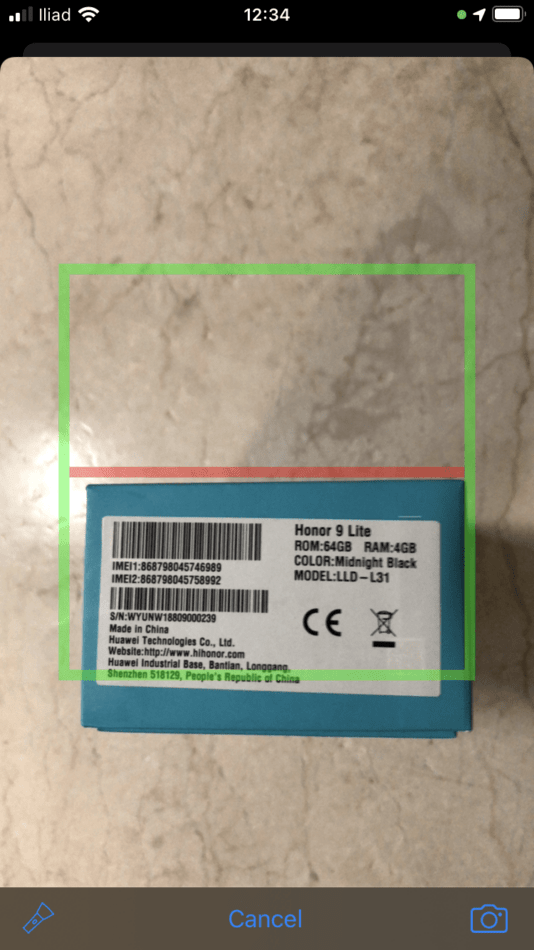 Iliad
12:34
IMEI1:868798045746989
IMEI2:868798045758992
S/N:WYUNW18809000239
Made in China
Huawei Technologies Co., Ltd.
Website:http://www.hihonor.com
Huawei Industrial Base, Bantian, Longgang,
Shenzhen 518129, People's Republic of China
Honor 9 Lite
ROM:64GB RAM:4GB
COLOR:Midnight Black
MODEL:LLD-L31
CE
Cancel